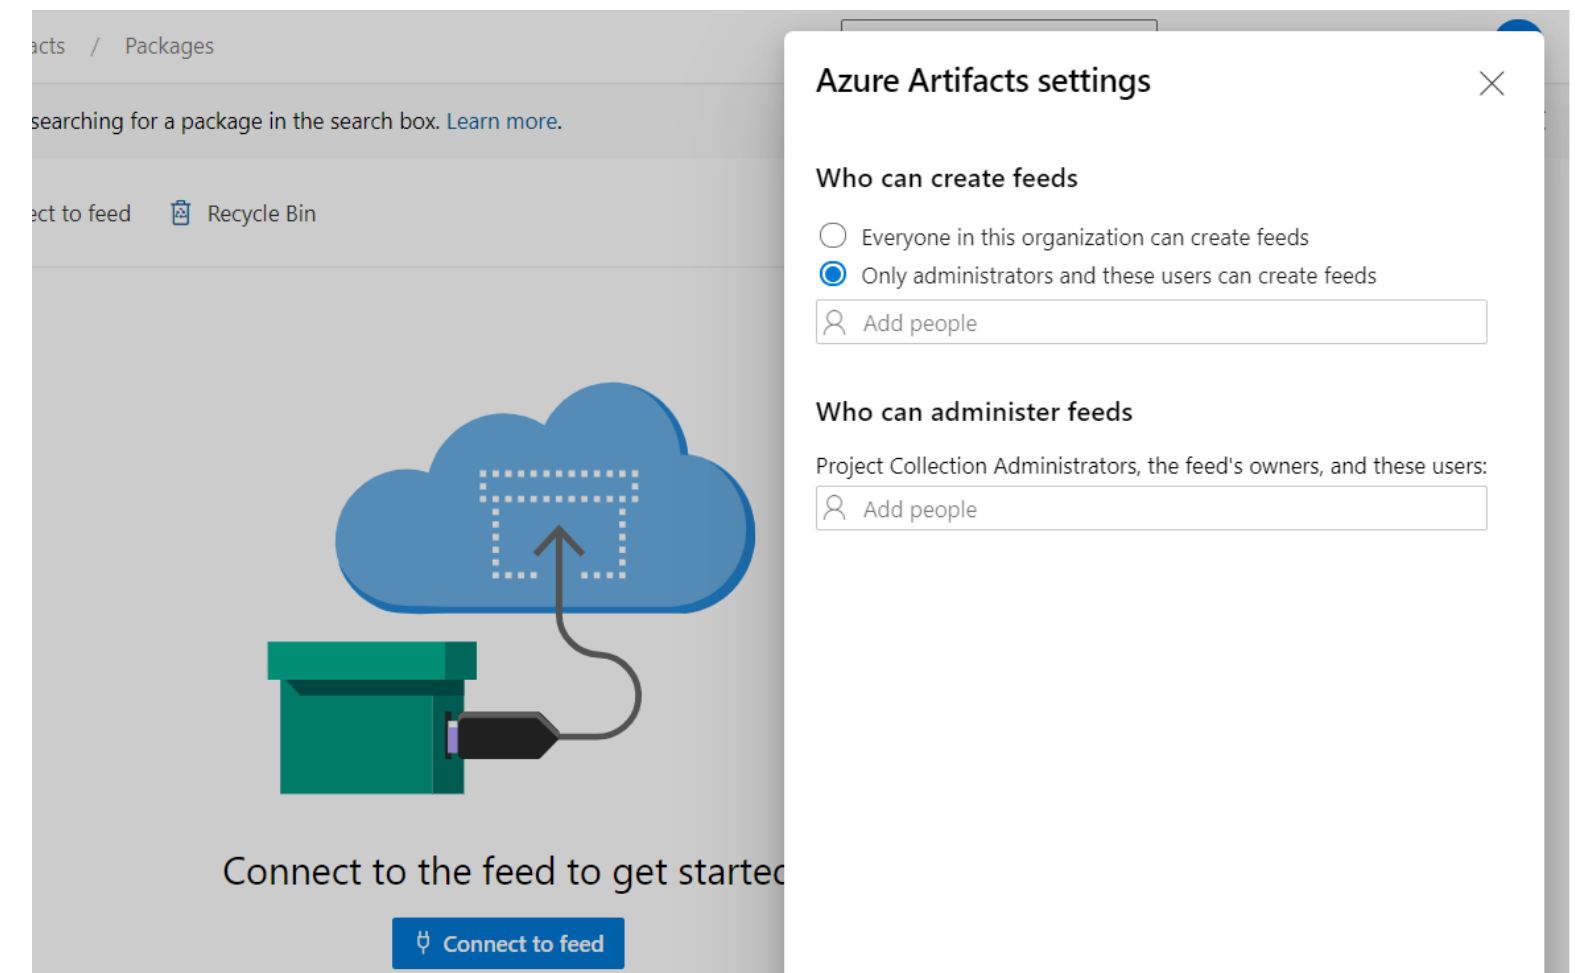 acts / Packages
searching for a package in the search box. Learn more.
ect to feed Recycle Bin
Connect to the feed to get started
Connect to feed
Azure Artifacts settings
Who can create feeds
Everyone in this organization can create feeds
Only administrators and these users can create feeds
Add people
Who can administer feeds
Project Collection Administrators, the feed's owners, and these users:
Add people